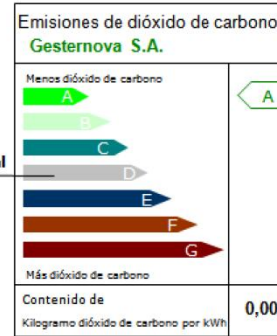 Emisiones de dióxido de carbono
Gesternova S.A.
Menos dióxido de carbono
A
A
B
C
D
E
F
G
Más dióxido de carbono
Contenido de
Kilogramo dióxido de carbono por kWh
0,00